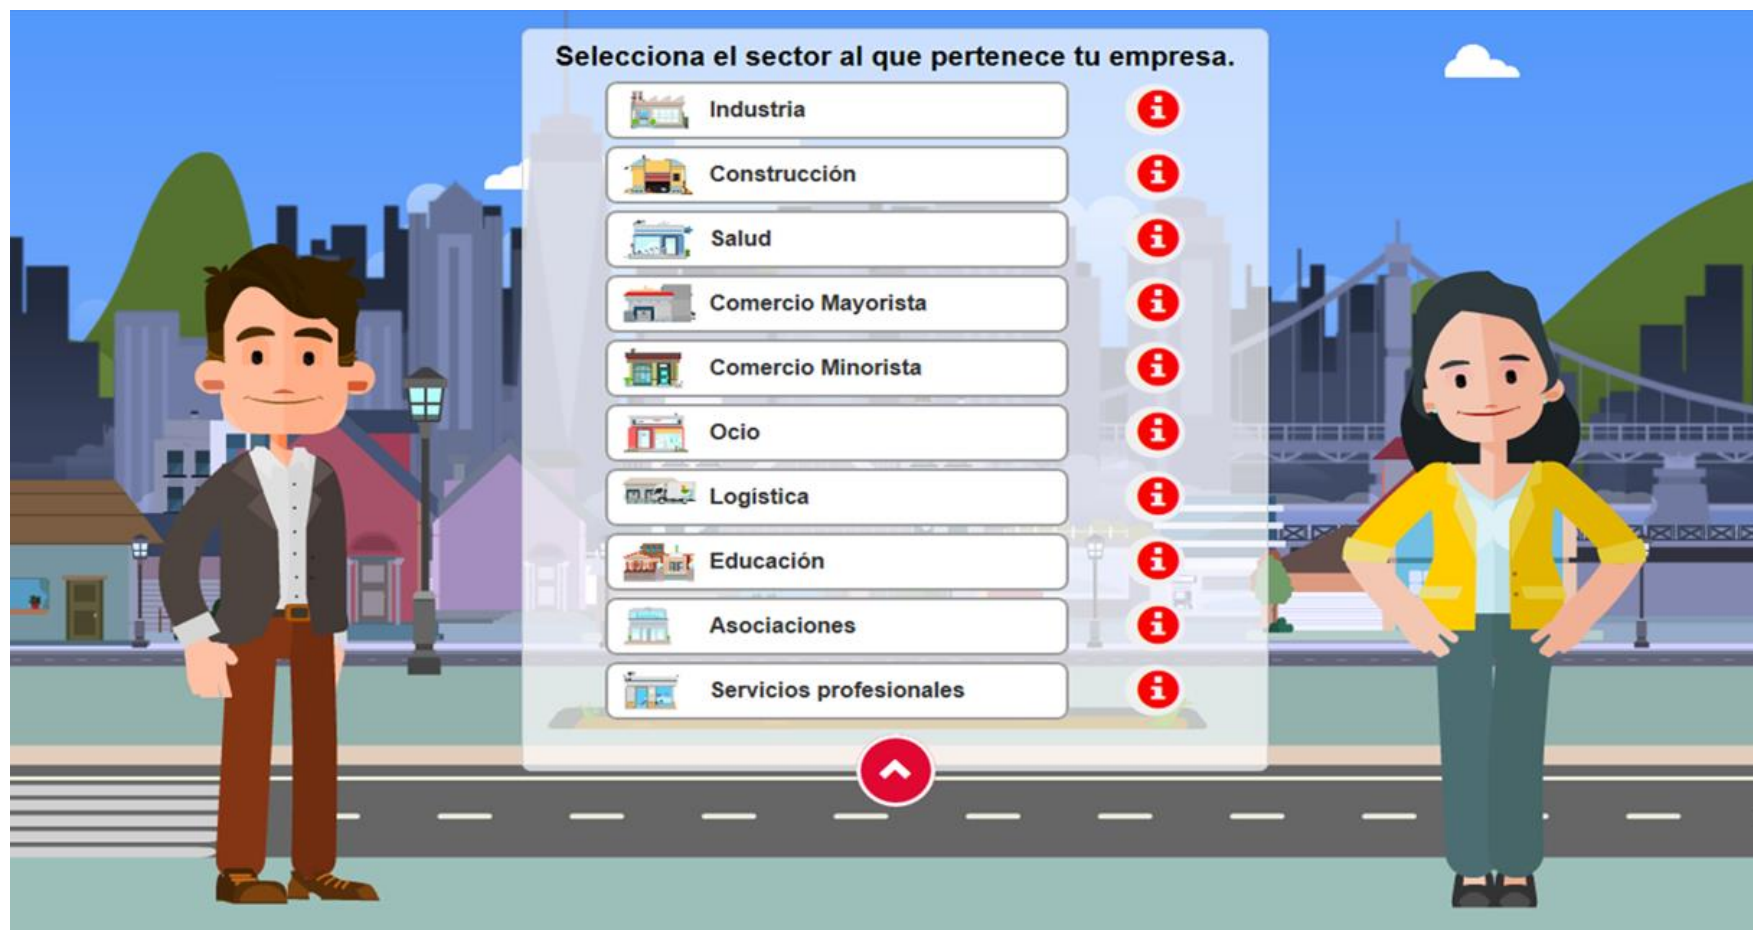 Selecciona el sector al que pertenece tu empresa.
Industria
Construcción
Salud
Comercio Mayorista
Comercio Minorista
Ocio
Logística
Educación
Asociaciones
Servicios profesionales